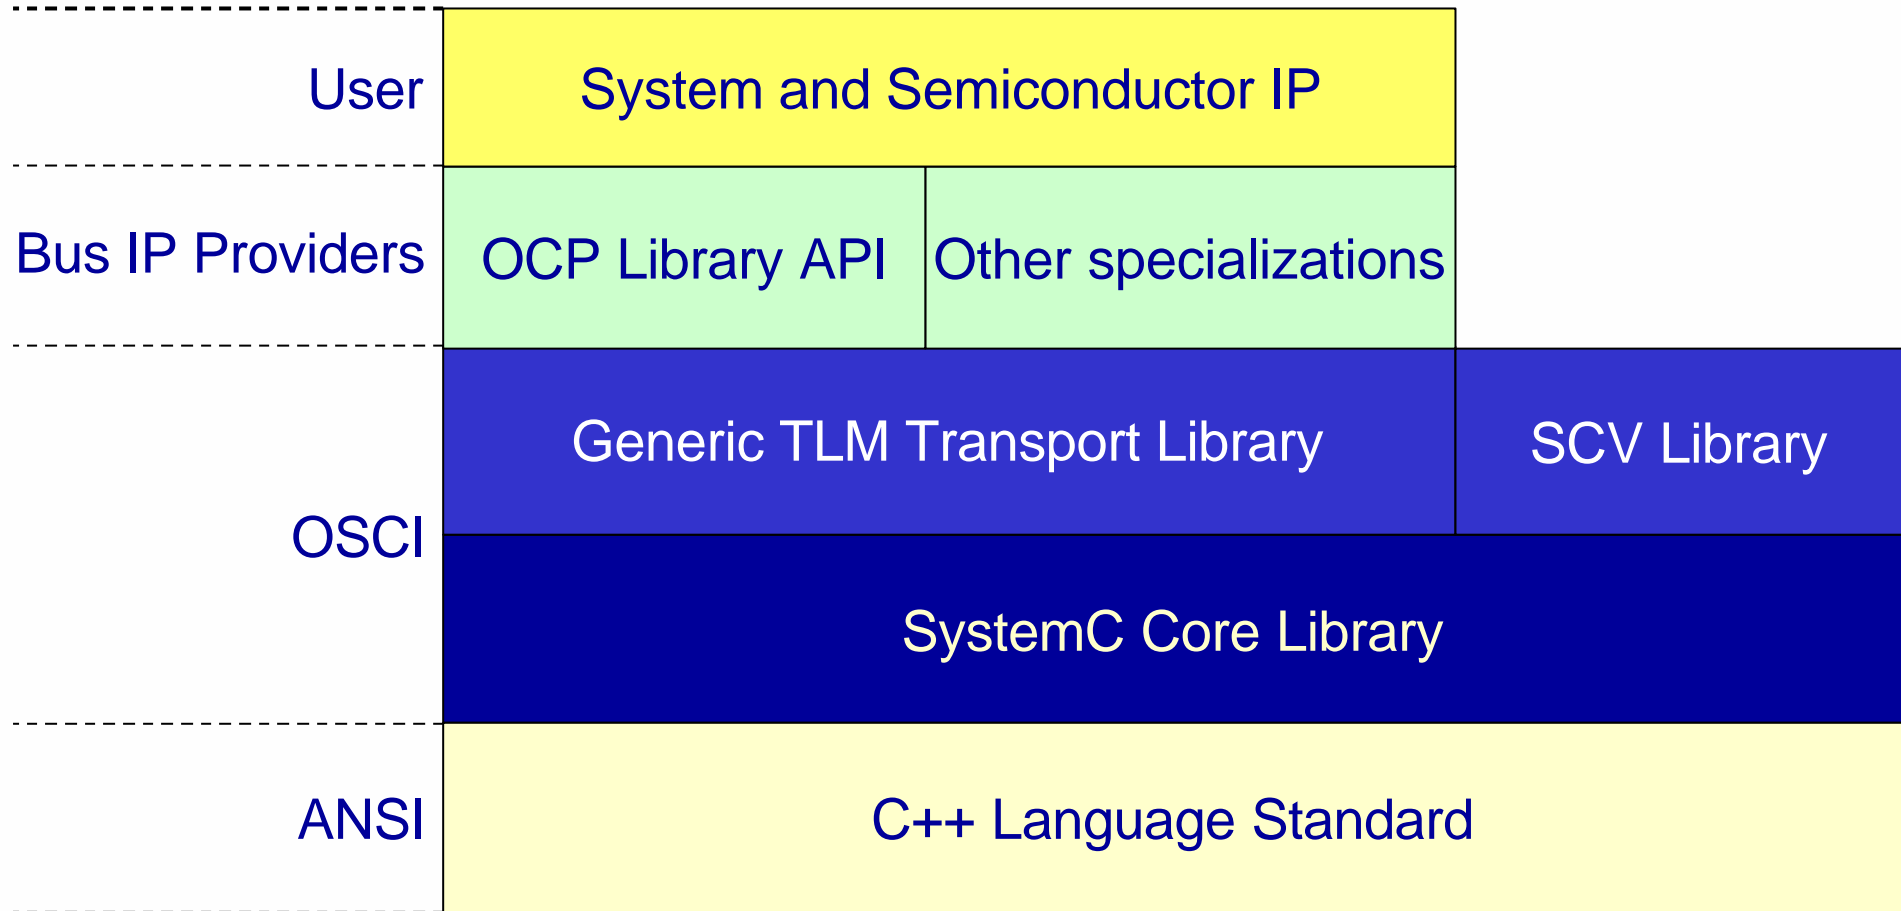 User
System and Semiconductor IP
Bus IP Providers
OCP Library API
Other specializations
OSCI
Generic TLM Transport Library
SCV Library
SystemC Core Library
ANSI
C++ Language Standard